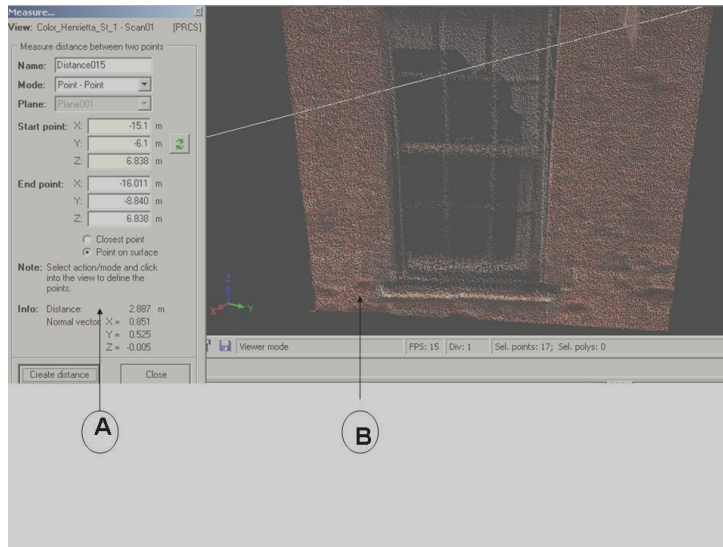 Measure...
View: Color_Henrietta_St_1 - Scan01 [PRCS]
Measure distance between two points
Name: Distance015
Mode: Point - Point
Plane: Plane001
Start point: X: -15.1 m
Y: -6.1 m
Z: 6.838 m
End point: X: -16.011 m
Y: -8.840 m
Z: 6.838 m
Closest point
Point on surface
Note: Select action/mode and click
into the view to define the
points.
Info: Distance: 2.887 m
Normal vector X = 0.851
Y = 0.525
Z = -0.005
Create distance Close
Z
X Y
Viewer mode FPS: 15 Div: 1 Sel. points: 17; Sel. polys: 0
A B